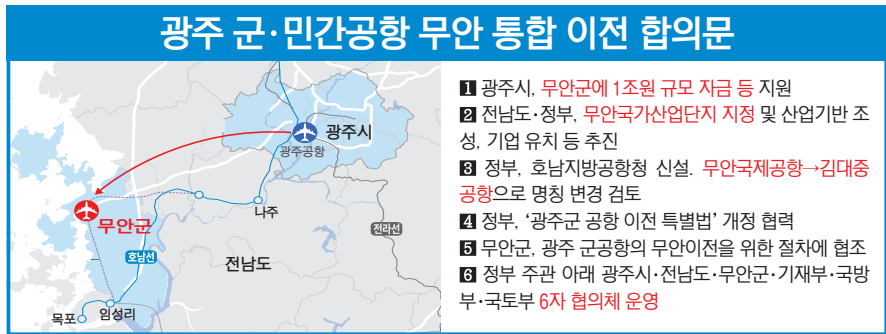 광주 군·민간공항 무안 통합 이전 합의문
광주시
광주공항
무안군
나주
전라선
호남선
전남도
목포
임성리
1 광주시, 무안군에 1조원 규모 자금 등 지원
2 전남도·정부, 무안국가산업단지 지정 및 산업기반 조
성, 기업 유치 등 추진
3 정부, 호남지방공항청 신설. 무안국제공항→김대중
공항으로 명칭 변경 검토
4 정부, ‘광주군 공항 이전 특별법’ 개정 협력
5 무안군, 광주 군공항의 무안이전을 위한 절차에 협조
6 정부 주관 아래 광주시·전남도·무안군·기재부·국방
부·국토부 6자 협의체 운영